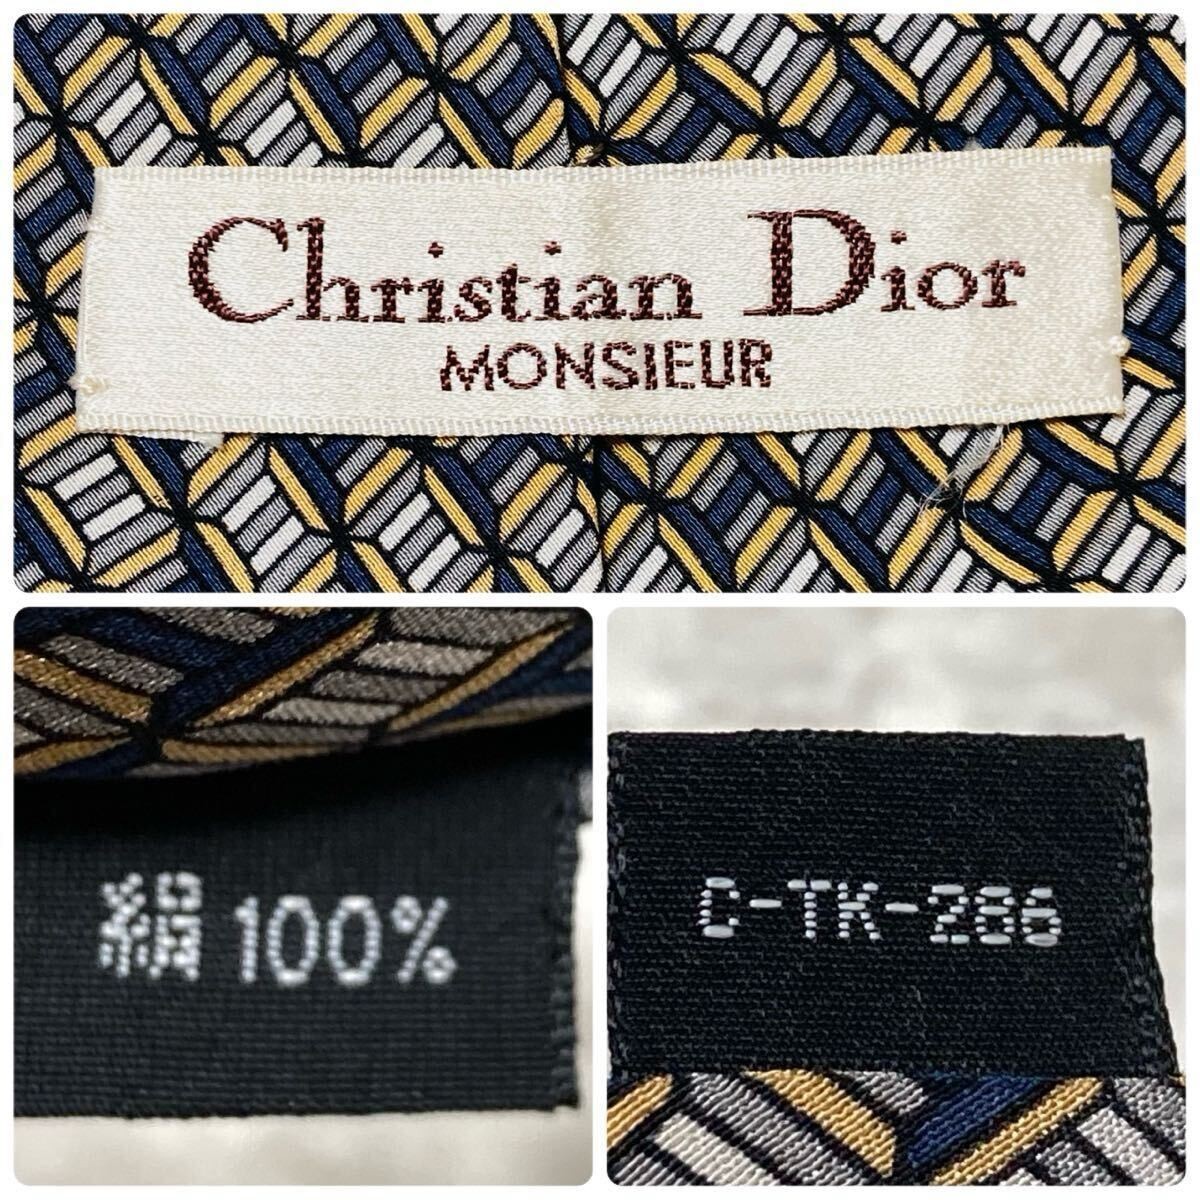 Christian Dior
MONSIEUR
絹 100%
C-TK-286